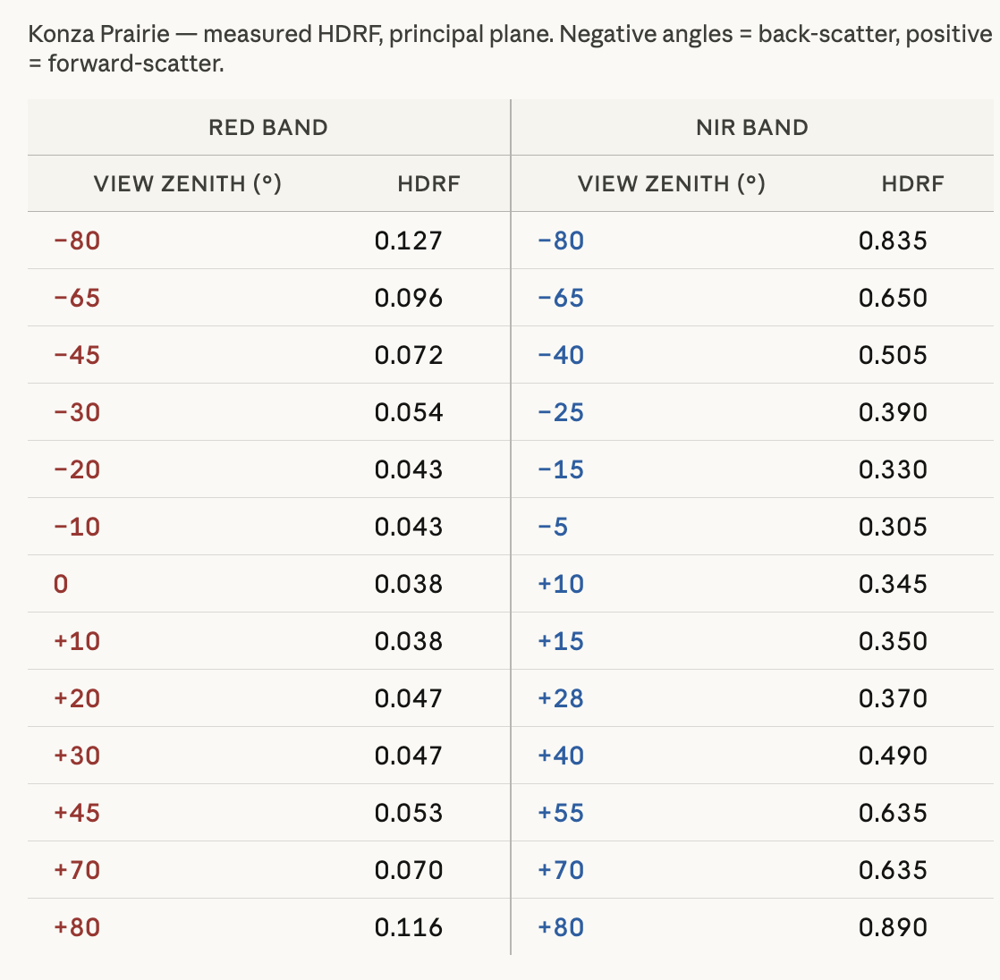 Konza Prairie — measured HDRF, principal plane. Negative angles = back-scatter, positive
= forward-scatter.
RED BAND NIR BAND
VIEW ZENITH (°) HDRF VIEW ZENITH (°) HDRF
−80 0.127 −80 0.835
−65 0.096 −65 0.650
−45 0.072 −40 0.505
−30 0.054 −25 0.390
−20 0.043 −15 0.330
−10 0.043 −5 0.305
0 0.038 +10 0.345
+10 0.038 +15 0.350
+20 0.047 +28 0.370
+30 0.047 +40 0.490
+45 0.053 +55 0.635
+70 0.070 +70 0.635
+80 0.116 +80 0.890